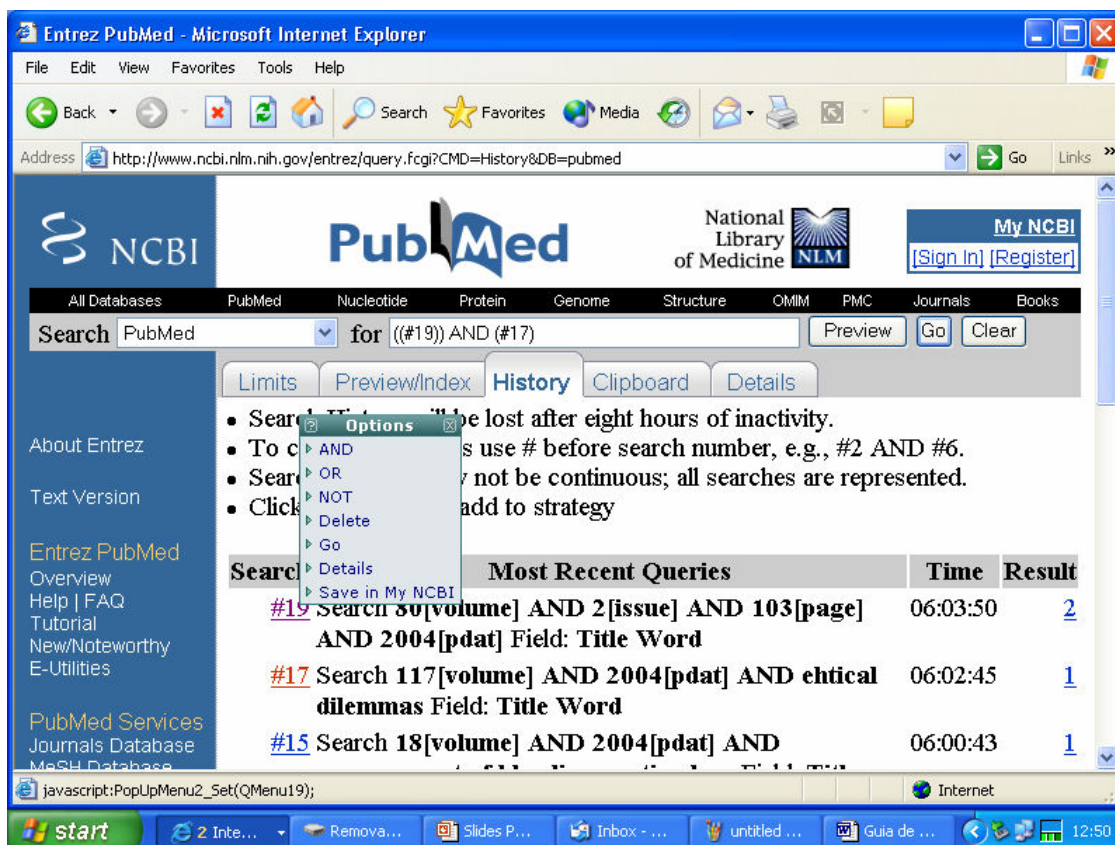 Entrez PubMed - Microsoft Internet Explorer
File Edit View Favorites Tools Help
Back Search Favorites Media
Address http://www.ncbi.nlm.nih.gov/entrez/query.fcgi?CMD=History&DB=pubmed Go Links »
NCBI PubMed National Library of Medicine NLM
My NCBI
[Sign In] [Register]
All Databases PubMed Nucleotide Protein Genome Structure OMIM PMC Journals Books
Search PubMed for ((#19)) AND (#17) Preview Go Clear
Limits Preview/Index History Clipboard Details
• Search History will be lost after eight hours of inactivity.
• To c s use # before search number, e.g., #2 AND #6.
• Sear not be continuous; all searches are represented.
• Click add to strategy
? Options x
AND
OR
NOT
Delete
Go
Details
Save in My NCBI
About Entrez
Text Version
Entrez PubMed
Overview
Help | FAQ
Tutorial
New/Noteworthy
E-Utilities
PubMed Services
Journals Database
MeSH Database
Search Most Recent Queries Time Result
#19 Search 80[volume] AND 2[issue] AND 103[page] 06:03:50 2
AND 2004[pdat] Field: Title Word
#17 Search 117[volume] AND 2004[pdat] AND ehtical 06:02:45 1
dilemmas Field: Title Word
#15 Search 18[volume] AND 2004[pdat] AND 06:00:43 1
javascript:PopUpMenu2_Set(QMenu19); Internet
start 2 Inte... Remova... Slides P... Inbox - ... untitled ... Guia de ... 12:50